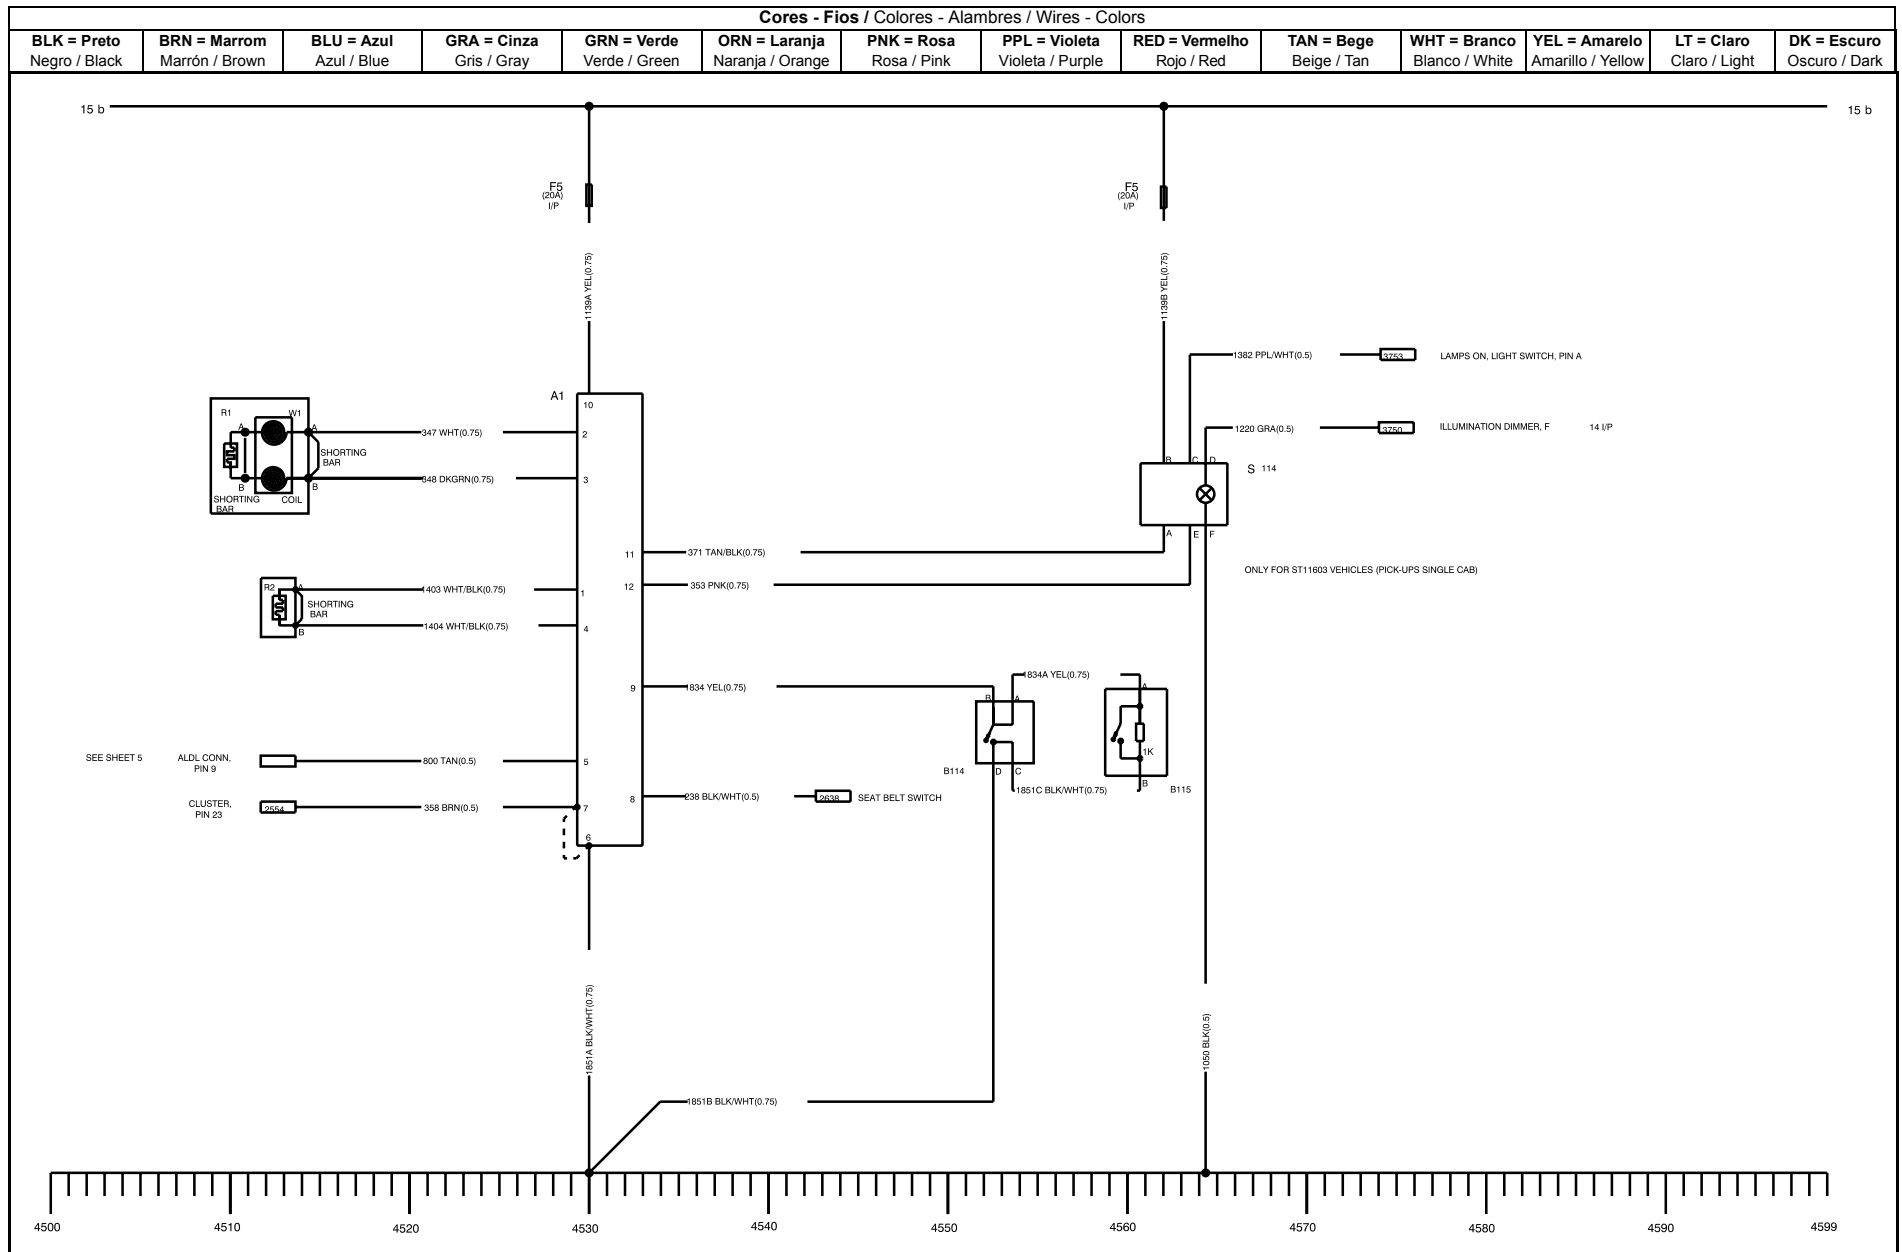 Cores - Fios / Colores - Alambres / Wires - Colors
BLK = Preto
Negro / Black
BRN = Marrom
Marrón / Brown
BLU = Azul
Azul / Blue
GRA = Cinza
Gris / Gray
GRN = Verde
Verde / Green
ORN = Laranja
Naranja / Orange
PNK = Rosa
Rosa / Pink
PPL = Violeta
Violeta / Purple
RED = Vermelho
Rojo / Red
TAN = Bege
Beige / Tan
WHT = Branco
Blanco / White
YEL = Amarelo
Amarillo / Yellow
LT = Claro
Claro / Light
DK = Escuro
Oscuro / Dark
15 b
15 b
F5
(20A)
I/P
F5
(20A)
I/P
1139A YEL(0.75)
1139B YEL(0.75)
1382 PPL/WHT(0.5)
3753
LAMPS ON, LIGHT SWITCH, PIN A
A1
10
R1
W1
A
A
347 WHT(0.75)
2
1220 GRA(0.5)
3750
ILLUMINATION DIMMER, F
14 I/P
SHORTING
BAR
B
C
D
S 114
B
B
348 DKGRN(0.75)
3
SHORTING
BAR
COIL
A
E
F
11
371 TAN/BLK(0.75)
ONLY FOR ST11603 VEHICLES (PICK-UPS SINGLE CAB)
R2
A
1403 WHT/BLK(0.75)
1
12
353 PNK(0.75)
SHORTING
BAR
B
1404 WHT/BLK(0.75)
4
9
1834 YEL(0.75)
1834A YEL(0.75)
B
A
A
1K
SEE SHEET 5
ALDL CONN,
PIN 9
800 TAN(0.5)
5
B114
D
C
B
1851C BLK/WHT(0.75)
B115
8
238 BLK/WHT(0.5)
2638
SEAT BELT SWITCH
CLUSTER,
PIN 23
2554
358 BRN(0.5)
7
6
1851A BLK/WHT(0.75)
1050 BLK(0.5)
1851B BLK/WHT(0.75)
4500
4510
4520
4530
4540
4550
4560
4570
4580
4590
4599